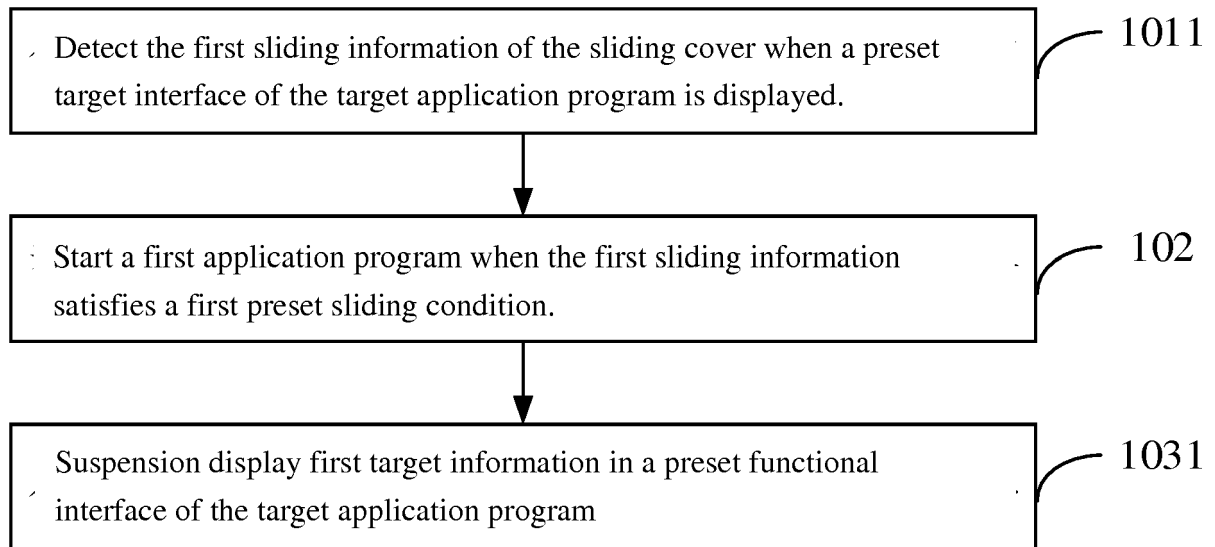 Detect the first sliding information of the sliding cover when a preset
target interface of the target application program is displayed.
1011
Start a first application program when the first sliding information
satisfies a first preset sliding condition.
102
Suspension display first target information in a preset functional
interface of the target application program
1031